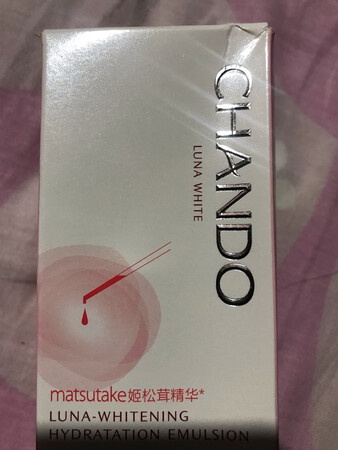 CHANDO
LUNA WHITE
matsutake姬松茸精华*
LUNA-WHITENING
HYDRATATION EMULSION